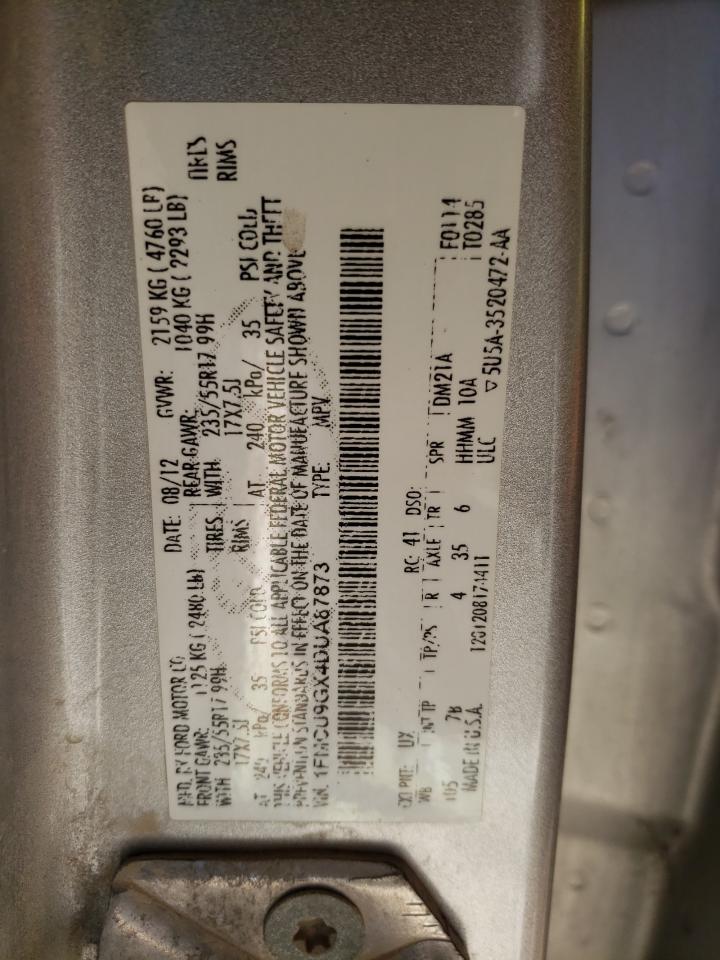 MFD. BY FORD MOTOR CO.
DATE: 08/12 GVWR: 2159 KG ( 4760 LB)
FRONT GAWR: 1125 KG ( 2480 LB) REAR GAWR: 1040 KG ( 2293 LB)
WITH 235/55R17 99H TIRES WITH 235/55R17 99H TIRES
17X7.5J RIMS 17X7.5J RIMS
AT 240 kPa/ 35 PSI COLD AT 240 kPa/ 35 PSI COLD
THIS VEHICLE CONFORMS TO ALL APPLICABLE FEDERAL MOTOR VEHICLE SAFETY AND THEFT
PREVENTION STANDARDS IN EFFECT ON THE DATE OF MANUFACTURE SHOWN ABOVE
VIN: 1FMCU9GX4DUA87873 TYPE: MPV
EXT PNT: UX RC: 41 DSO: F0114
WB INT TP TP/PS R AXLE TR SPR DM21A T0285
105 7B 4 35 6 HHMM 10A
MADE IN U.S.A. ULC
▽5U5A-3520472-AA